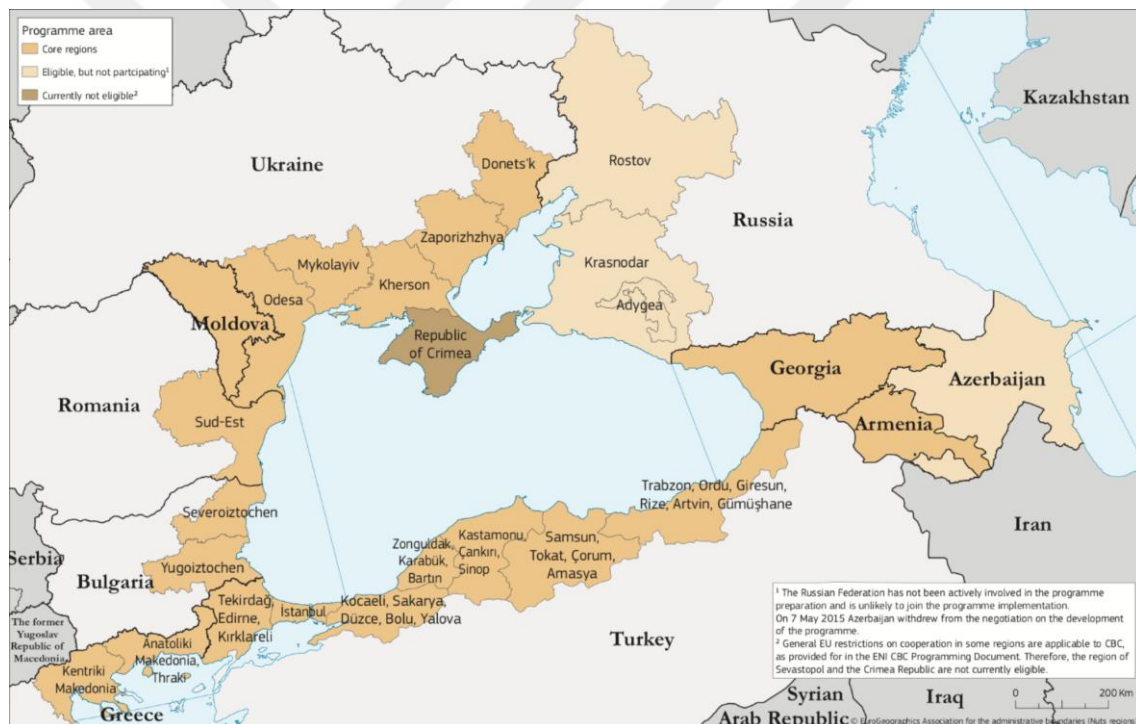 Programme area
Core regions
Eligible, but not partcipating¹
Currently not eligible²
Kazakhstan
Ukraine
Donets'k
Rostov
Russia
Zaporizhzhya
Mykolayiv
Kherson
Odesa
Krasnodar
Adygea
Moldova
Republic
of Crimea
Georgia
Azerbaijan
Romania
Sud-Est
Armenia
Trabzon, Ordu, Giresun,
Rize, Artvin, Gümüşhane
Iran
Severoiztochen
Serbia
Bulgaria
Yugoiztochen
Zonguldak,
Karabük,
Bartın
Kastamonu,
Çankırı,
Sinop
Samsun,
Tokat, Çorum,
Amasya
Tekirdağ,
Edirne,
Kırklareli
İstanbul
Kocaeli, Sakarya,
Düzce, Bolu, Yalova
Turkey
The former
Yugoslav
Republic of
Macedonia
Anatoliki
Makedonia,
Thraki
Kentriki
Makedonia
Greece
¹ The Russian Federation has not been actively involved in the programme
preparation and is unlikely to join the programme implementation.
On 7 May 2015 Azerbaijan withdrew from the negotiation on the development
of the programme.
² General EU restrictions on cooperation in some regions are applicable to CBC,
as provided for in the ENI CBC Programming Document. Therefore, the region of
Sevastopol and the Crimea Republic are not currently eligible.
Syrian
Arab Republic
Iraq
0 200 Km
© EuroGeographics Association for the administrative boundaries (Nuts regions